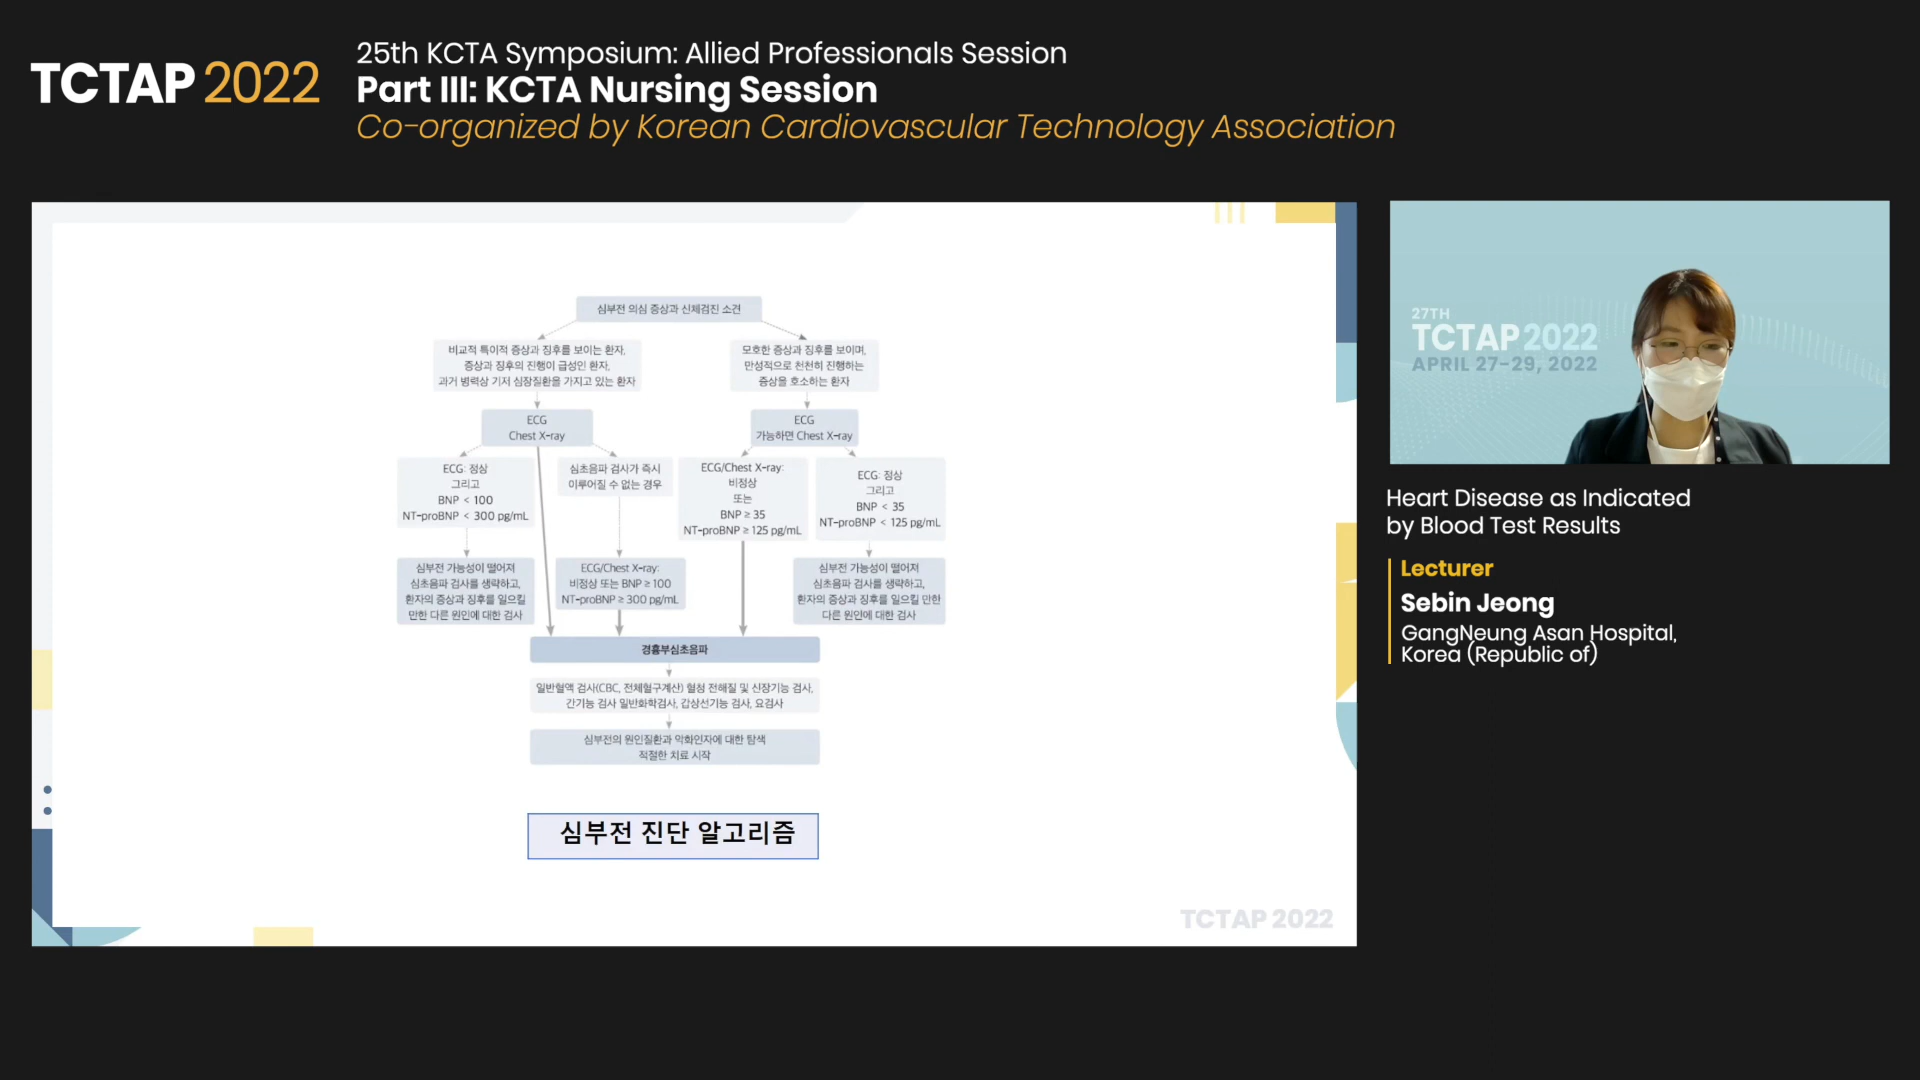 TCTAP 2022
25th KCTA Symposium: Allied Professionals Session
Part III: KCTA Nursing Session
Co-organized by Korean Cardiovascular Technology Association
심부전 의심 증상과 신체검진 소견
비교적 특이적 증상과 징후를 보이는 환자,
증상과 징후의 진행이 급성인 환자,
과거 병력상 기저 심장질환을 가지고 있는 환자
모호한 증상과 징후를 보이며,
만성적으로 천천히 진행하는
증상을 호소하는 환자
ECG
Chest X-ray
ECG
가능하면 Chest X-ray
ECG: 정상
그리고
BNP < 100
NT-proBNP < 300 pg/mL
심초음파 검사가 즉시
이루어질 수 없는 경우
ECG/Chest X-ray:
비정상
또는
BNP ≥ 35
NT-proBNP ≥ 125 pg/mL
ECG: 정상
그리고
BNP < 35
NT-proBNP < 125 pg/mL
심부전 가능성이 떨어져
심초음파 검사를 생략하고,
환자의 증상과 징후를 일으킬
만한 다른 원인에 대한 검사
ECG/Chest X-ray:
비정상 또는 BNP ≥ 100
NT-proBNP ≥ 300 pg/mL
심부전 가능성이 떨어져
심초음파 검사를 생략하고,
환자의 증상과 징후를 일으킬 만한
다른 원인에 대한 검사
경흉부심초음파
일반혈액 검사(CBC, 전체혈구계산) 혈청 전해질 및 신장기능 검사,
간기능 검사 일반화학검사, 갑상선기능 검사, 요검사
심부전의 원인질환과 악화인자에 대한 탐색
적절한 치료 시작
심부전 진단 알고리즘
TCTAP 2022
27TH
TCTAP 2022
APRIL 27-29, 2022
Heart Disease as Indicated
by Blood Test Results
Lecturer
Sebin Jeong
GangNeung Asan Hospital,
Korea (Republic of)